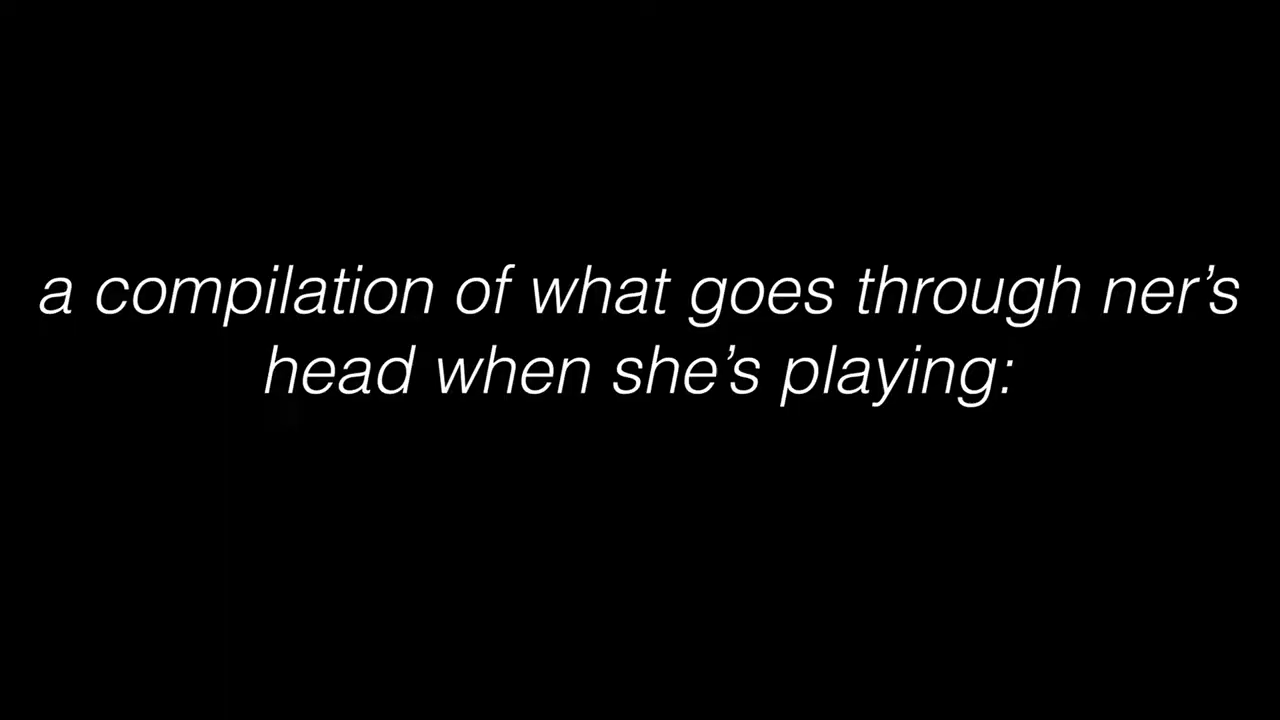 a compilation of what goes through ner’s
head when she’s playing: